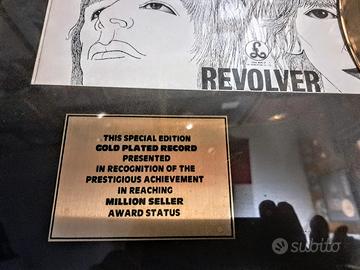 REVOLVER
THIS SPECIAL EDITION
GOLD PLATED RECORD
PRESENTED
IN RECOGNITION OF THE
PRESTIGIOUS ACHIEVEMENT
IN REACHING
MILLION SELLER
AWARD STATUS
subito